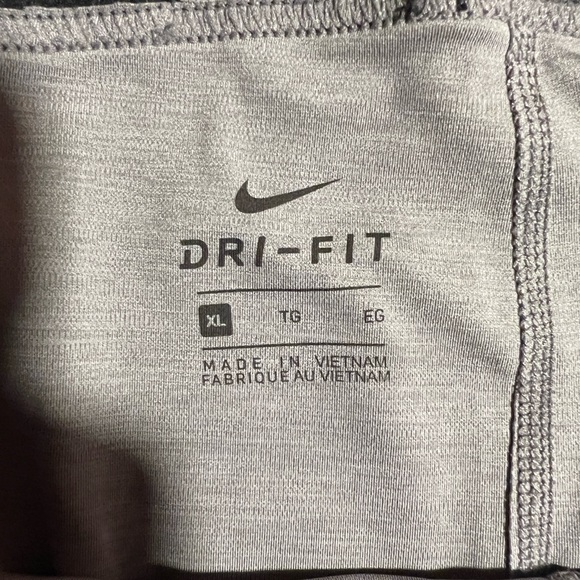 DRI-FIT
XL TG EG
MADE IN VIETNAM
FABRIQUE AU VIETNAM